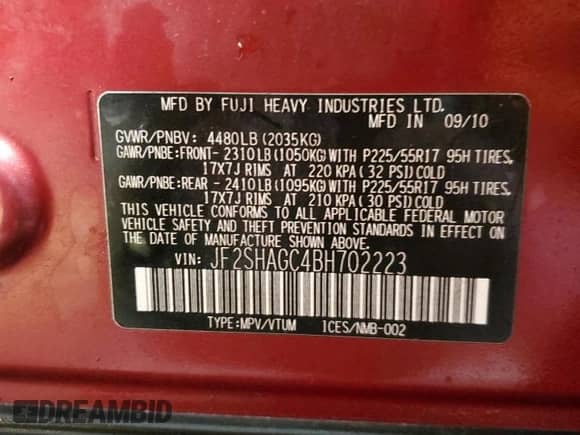 MFD BY FUJI HEAVY INDUSTRIES LTD.
MFD IN 09/10
GVWR/PNBV: 4480LB (2035KG)
GAWR/PNBE:FRONT- 2310LB (1050KG) WITH P225/55R17 95H TIRES,
17X7J RIMS AT 220 KPA (32 PSI) COLD
GAWR/PNBE:REAR - 2410LB (1095KG) WITH P225/55R17 95H TIRES,
17X7J RIMS AT 210 KPA (30 PSI) COLD
THIS VEHICLE CONFORMS TO ALL APPLICABLE FEDERAL MOTOR
VEHICLE SAFETY AND THEFT PREVENTION STANDARDS IN EFFECT ON
THE DATE OF MANUFACTURE SHOWN ABOVE.
VIN: JF2SHAGC4BH702223
TYPE:MPV/VTUM ICES/NMB-002
DREAMBID